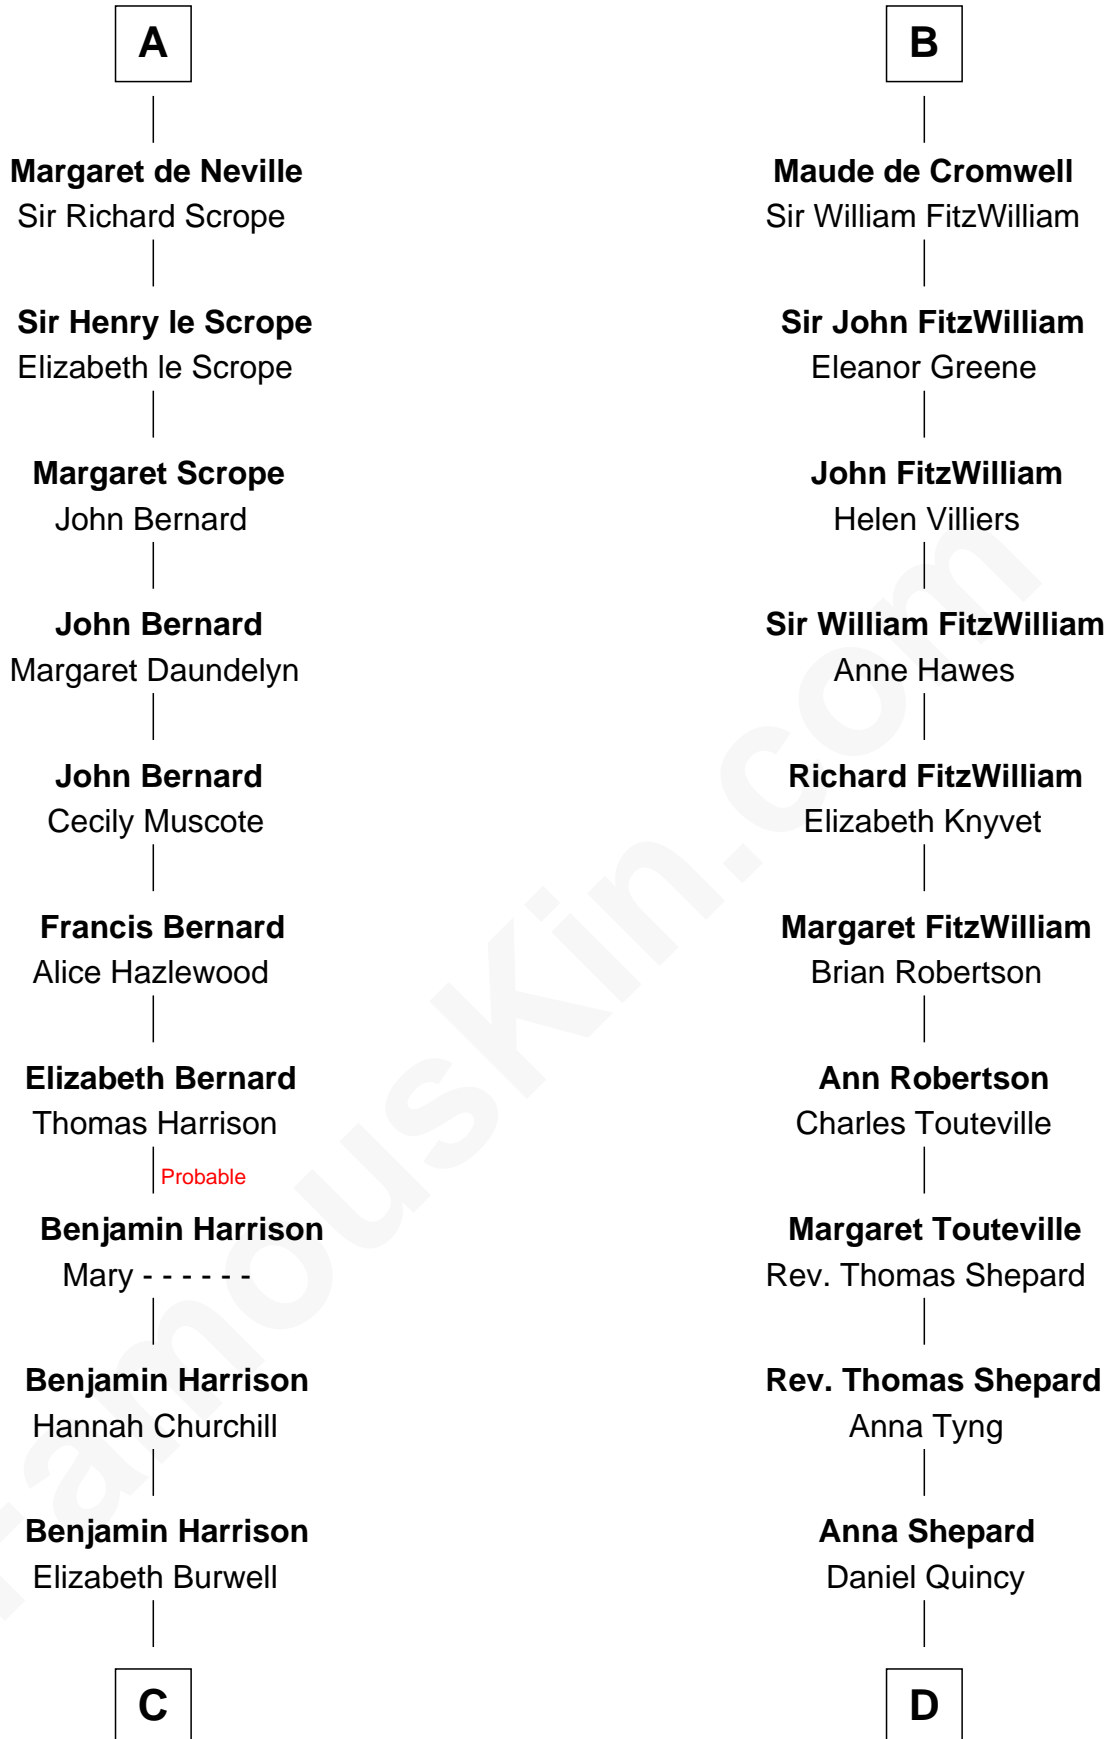 A
Margaret de Neville
Sir Richard Scrope
Sir Henry le Scrope
Elizabeth le Scrope
Margaret Scrope
John Bernard
John Bernard
Margaret Daundelyn
John Bernard
Cecily Muscote
Francis Bernard
Alice Hazlewood
Elizabeth Bernard
Thomas Harrison
Probable
Benjamin Harrison
Mary - - - - - -
Benjamin Harrison
Hannah Churchill
Benjamin Harrison
Elizabeth Burwell
C
B
Maude de Cromwell
Sir William FitzWilliam
Sir John FitzWilliam
Eleanor Greene
John FitzWilliam
Helen Villiers
Sir William FitzWilliam
Anne Hawes
Richard FitzWilliam
Elizabeth Knyvet
Margaret FitzWilliam
Brian Robertson
Ann Robertson
Charles Touteville
Margaret Touteville
Rev. Thomas Shepard
Rev. Thomas Shepard
Anna Tyng
Anna Shepard
Daniel Quincy
D
FamousKin.com